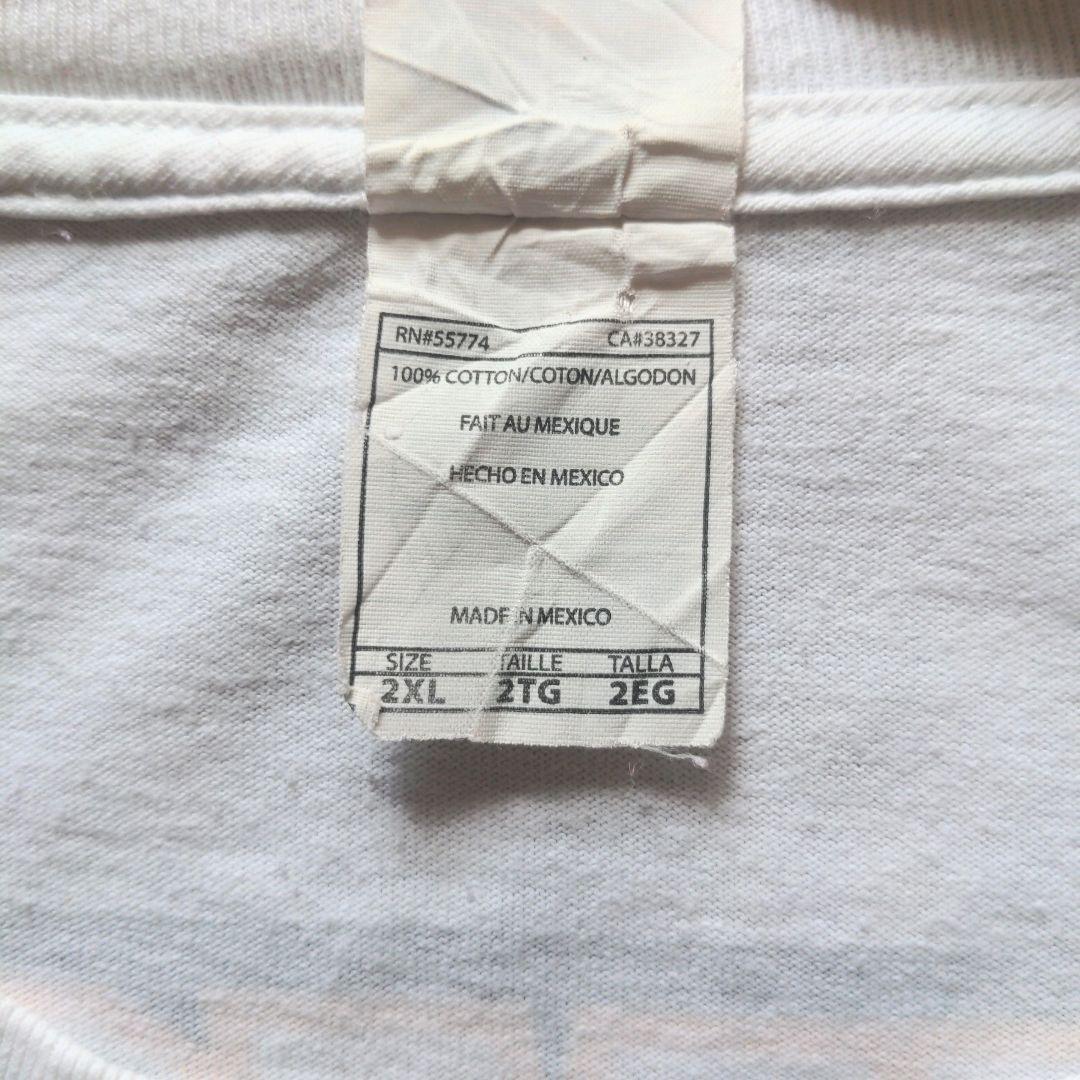 RN#55774 CA#38327
100% COTTON/COTON/ALGODON
FAIT AU MEXIQUE
HECHO EN MEXICO
MADE IN MEXICO
SIZE TAILLE TALLA
2XL 2TG 2EG